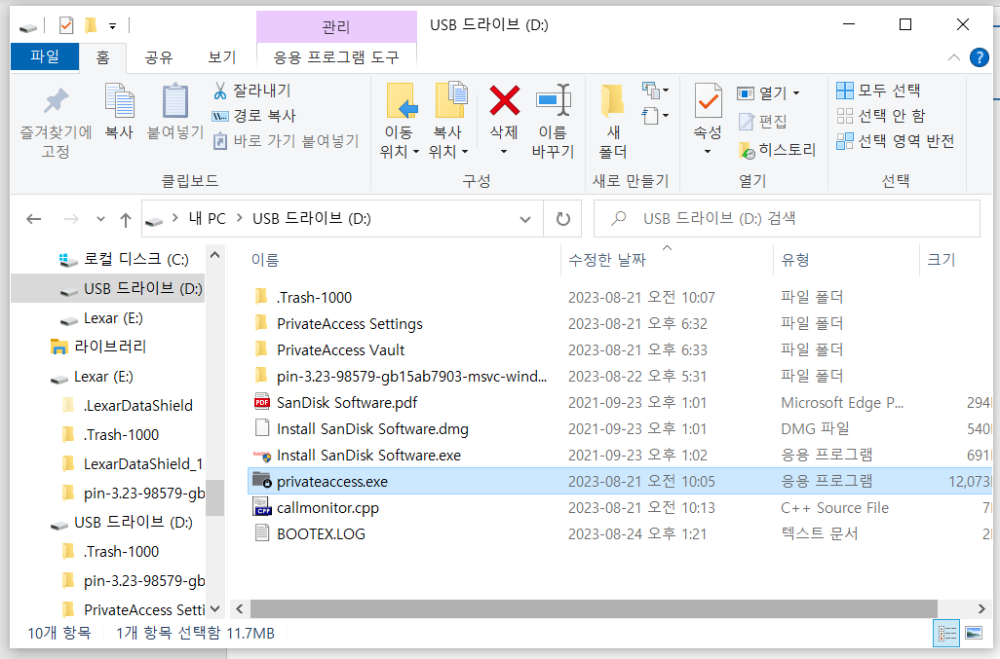 관리
USB 드라이브 (D:)
파일
홈
공유
보기
응용 프로그램 도구
즐겨찾기에
고정
복사
붙여넣기
잘라내기
경로 복사
바로 가기 붙여넣기
클립보드
이동
위치
복사
위치
삭제
이름
바꾸기
구성
새
폴더
새로 만들기
속성
열기
편집
히스토리
열기
모두 선택
선택 안 함
선택 영역 반전
선택
내 PC > USB 드라이브 (D:)
USB 드라이브 (D:) 검색
로컬 디스크 (C:)
USB 드라이브 (D:)
Lexar (E:)
라이브러리
Lexar (E:)
.LexarDataShield
.Trash-1000
LexarDataShield_1
pin-3.23-98579-gb
USB 드라이브 (D:)
.Trash-1000
pin-3.23-98579-gb
PrivateAccess Setti
이름 수정한 날짜 유형 크기
.Trash-1000 2023-08-21 오전 10:07 파일 폴더
PrivateAccess Settings 2023-08-21 오후 6:32 파일 폴더
PrivateAccess Vault 2023-08-21 오후 6:33 파일 폴더
pin-3.23-98579-gb15ab7903-msvc-wind... 2023-08-22 오후 5:31 파일 폴더
SanDisk Software.pdf 2021-09-23 오후 1:01 Microsoft Edge P... 294
Install SanDisk Software.dmg 2021-09-23 오후 1:01 DMG 파일 540
Install SanDisk Software.exe 2021-09-23 오후 1:02 응용 프로그램 691
privateaccess.exe 2023-08-21 오전 10:05 응용 프로그램 12,073
callmonitor.cpp 2023-08-21 오전 10:13 C++ Source File 7
BOOTEX.LOG 2023-08-24 오후 1:21 텍스트 문서 2
10개 항목 1개 항목 선택함 11.7MB